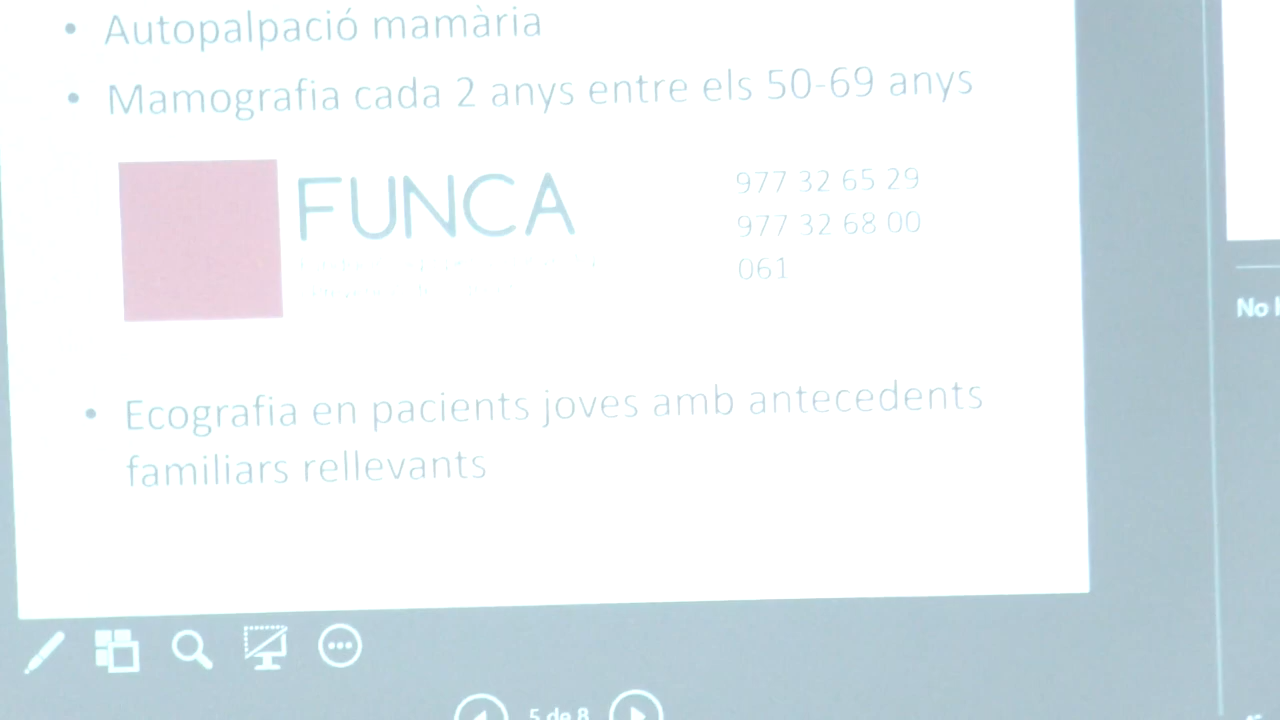 • Autopalpació mamària
• Mamografia cada 2 anys entre els 50-69 anys
FUNCA
977 32 65 29
977 32 68 00
061
• Ecografia en pacients joves amb antecedents
familiars rellevants
No
5 de 8